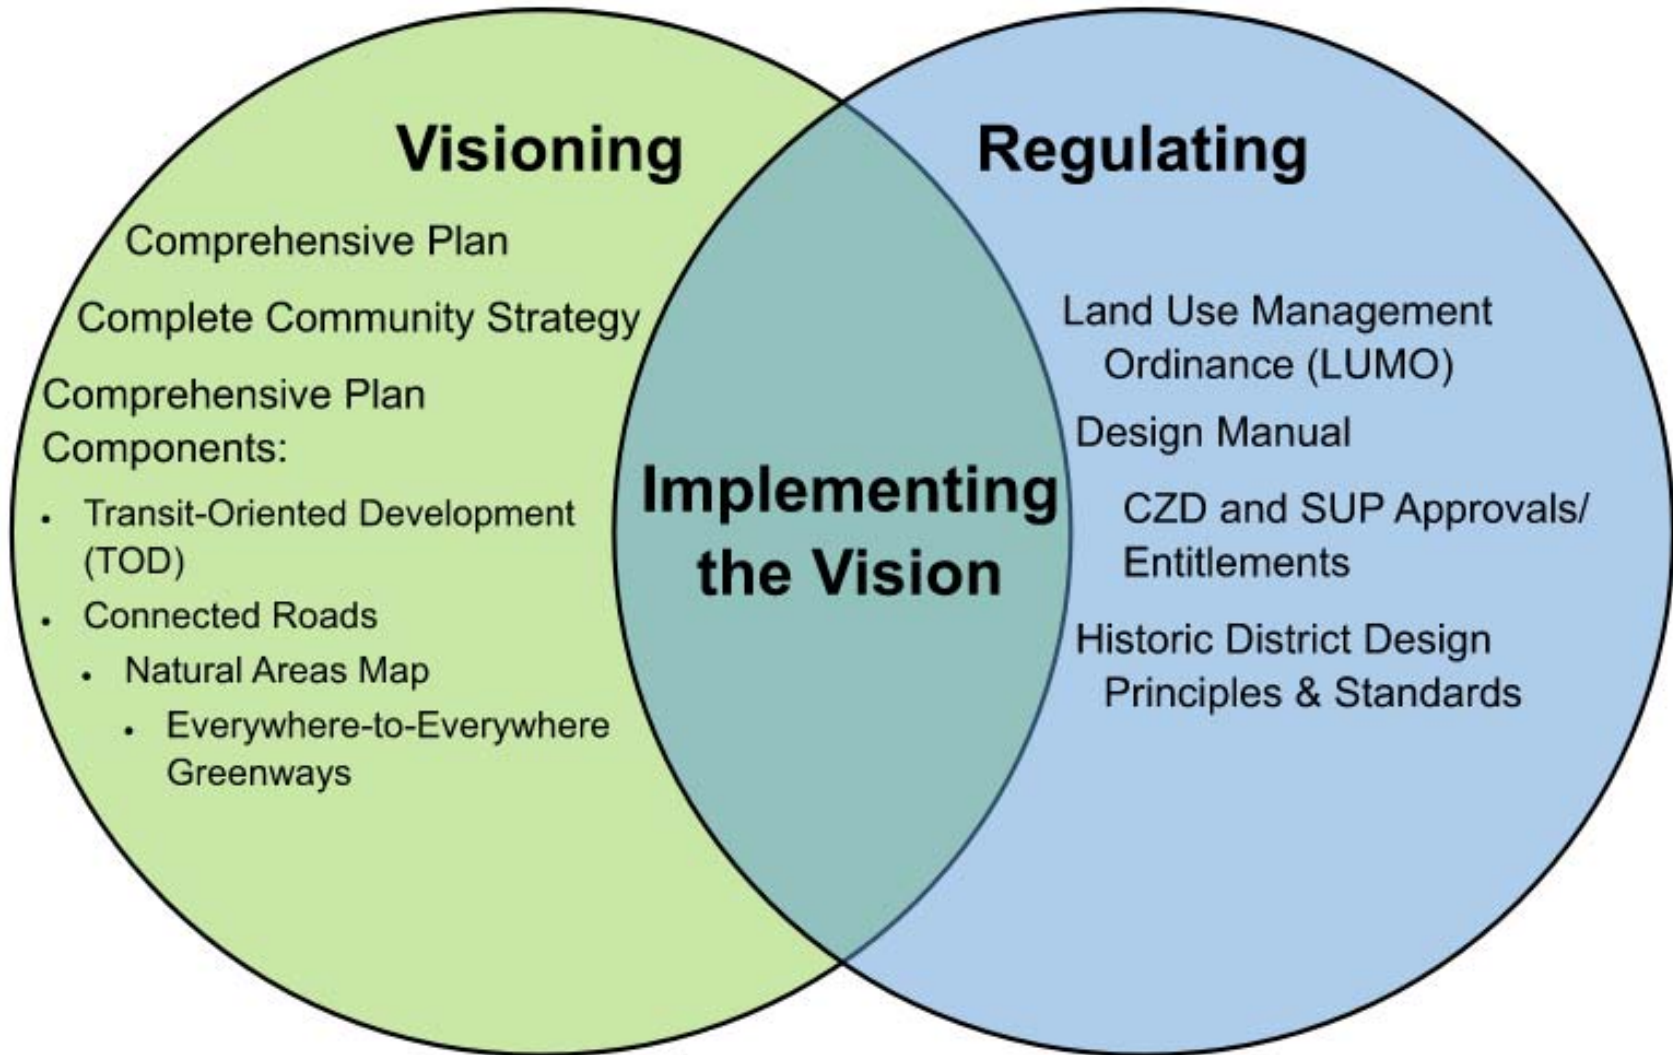 Visioning
Comprehensive Plan
Complete Community Strategy
Comprehensive Plan
Components:
• Transit-Oriented Development
(TOD)
• Connected Roads
• Natural Areas Map
• Everywhere-to-Everywhere
Greenways
Implementing
the Vision
Regulating
Land Use Management
Ordinance (LUMO)
Design Manual
CZD and SUP Approvals/
Entitlements
Historic District Design
Principles & Standards